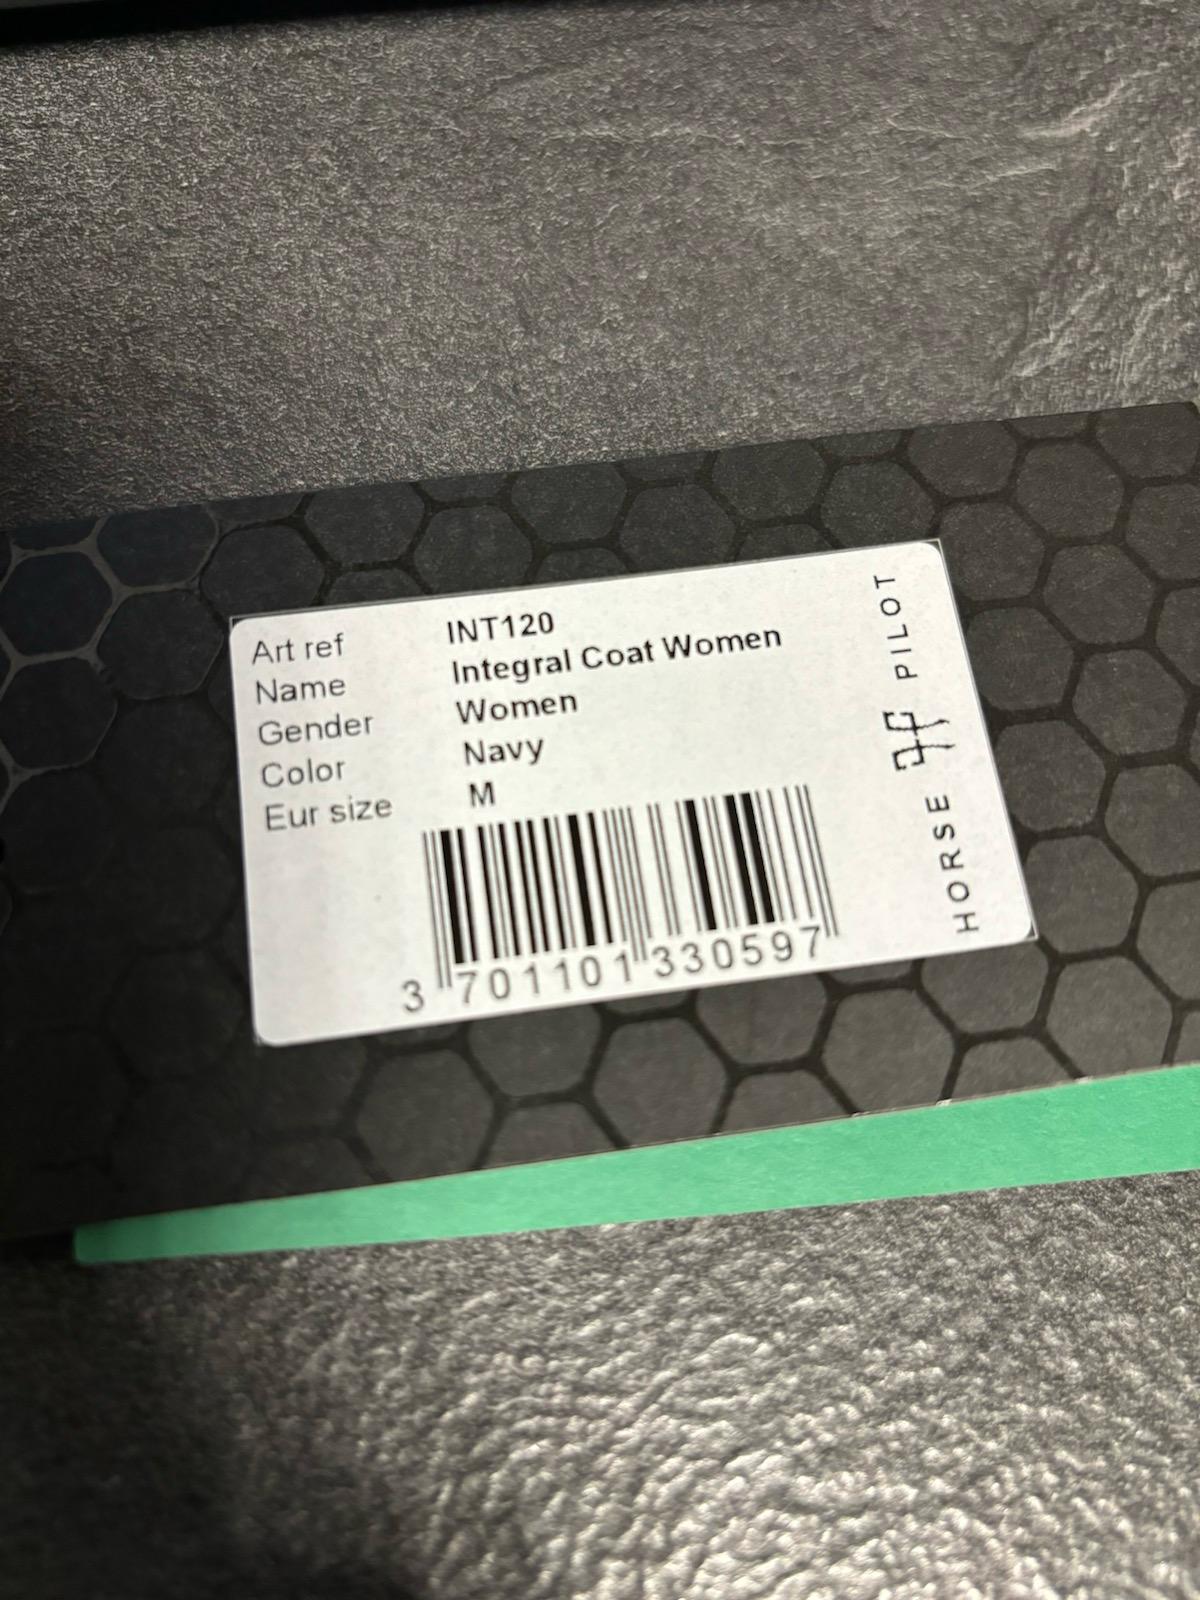 Art ref INT120
Name Integral Coat Women
Gender Women
Color Navy
Eur size M
3 701101 330597
HORSE PILOT